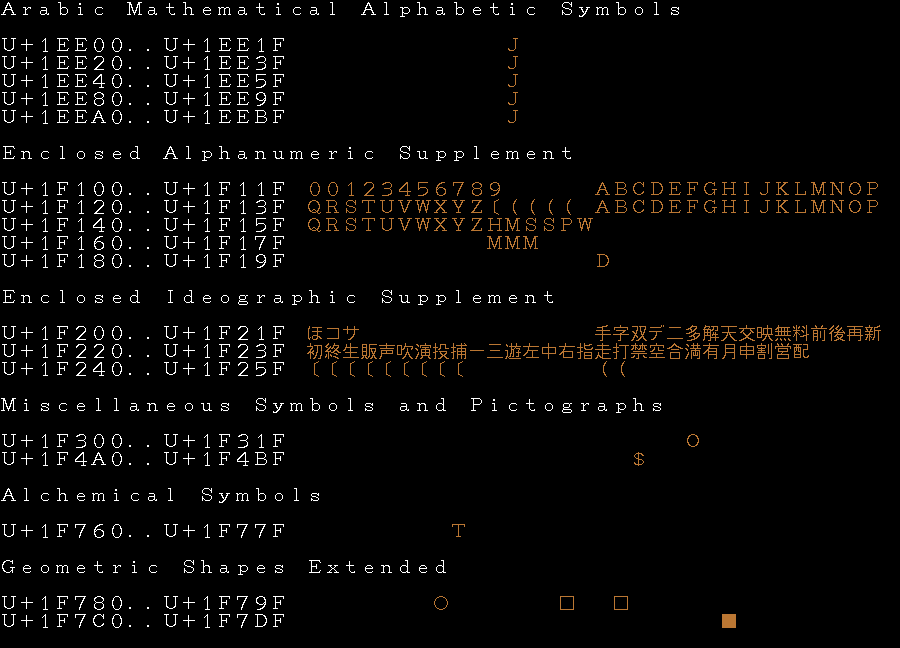 Arabic Mathematical Alphabetic Symbols
U+1EE00..U+1EE1F J
U+1EE20..U+1EE3F J
U+1EE40..U+1EE5F J
U+1EE80..U+1EE9F J
U+1EEA0..U+1EEBF J
Enclosed Alphanumeric Supplement
U+1F100..U+1F11F 00123456789 ABCDEFGHIJKLMNOP
U+1F120..U+1F13F QRSTUVWXYZ[(((( ABCDEFGHIJKLMNOP
U+1F140..U+1F15F QRSTUVWXYZHMSSPW
U+1F160..U+1F17F MMM
U+1F180..U+1F19F D
Enclosed Ideographic Supplement
U+1F200..U+1F21F ほコサ 手字双デ二多解天交映無料前後再新
U+1F220..U+1F23F 初終生販声吹演投捕一三遊左中右指走打禁空合満有月申割営配
U+1F240..U+1F25F 〔〔〔〔〔〔〔〔〔 ((
Miscellaneous Symbols and Pictographs
U+1F300..U+1F31F O
U+1F4A0..U+1F4BF $
Alchemical Symbols
U+1F760..U+1F77F T
Geometric Shapes Extended
U+1F780..U+1F79F ○ □ □
U+1F7C0..U+1F7DF ■